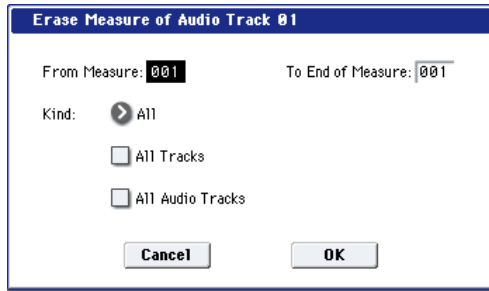 Erase Measure of Audio Track 01
From Measure: 001 To End of Measure: 001
Kind: All
All Tracks
All Audio Tracks
Cancel OK